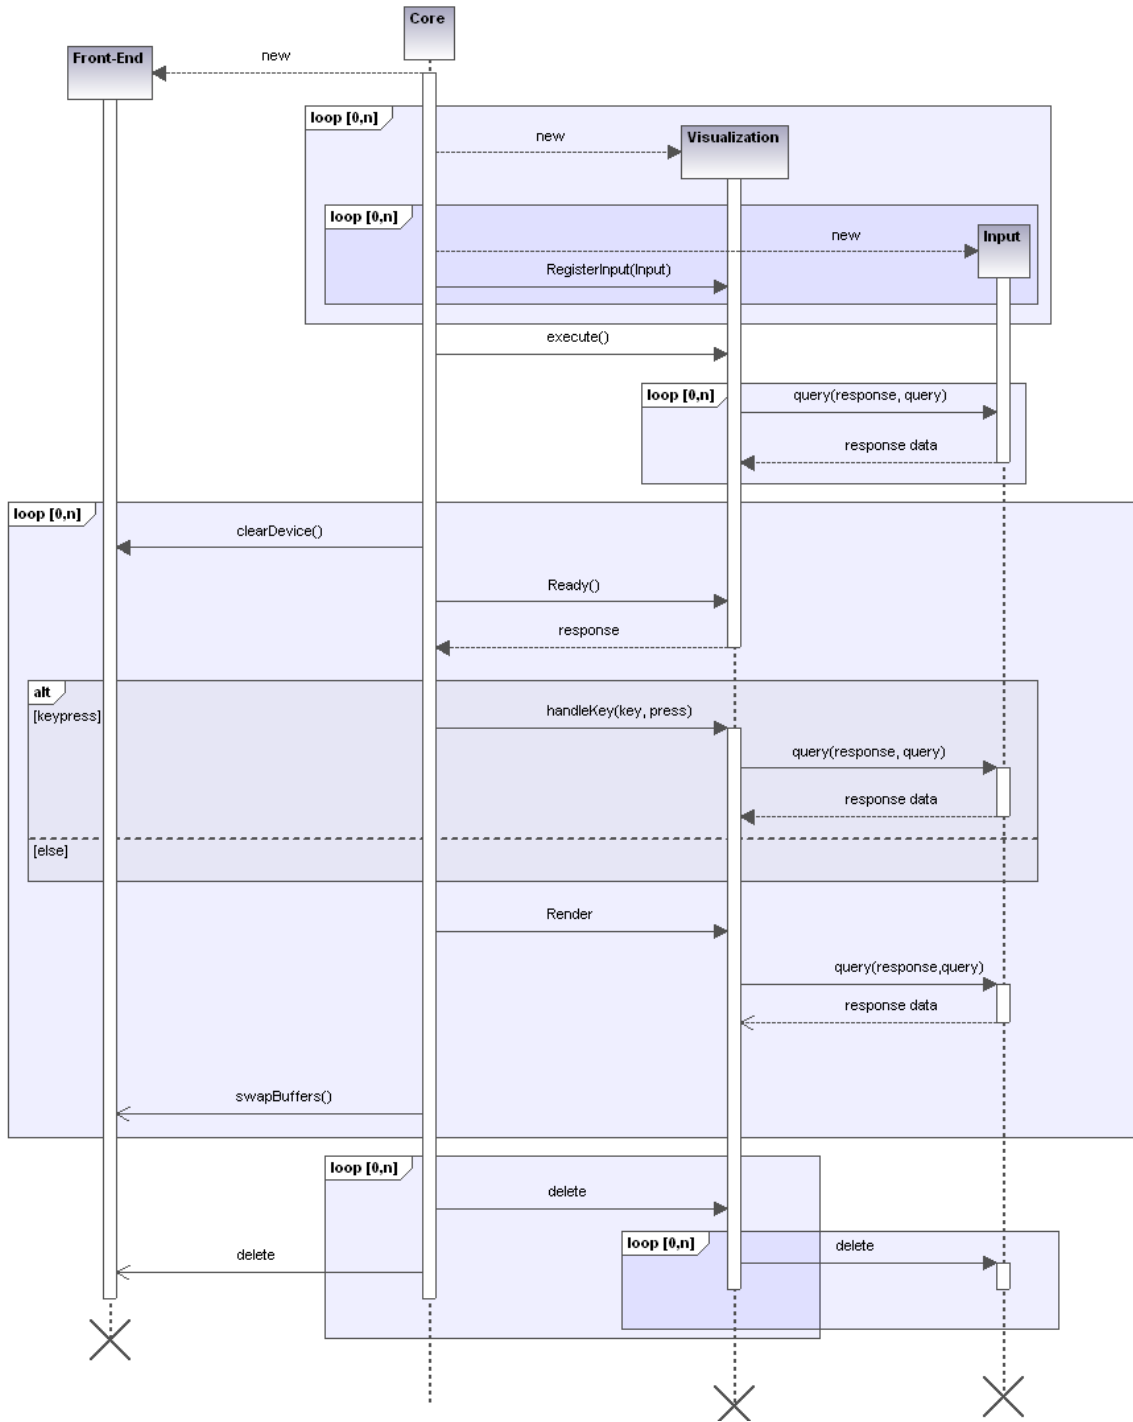 Core
Front-End
new
loop [0,n]
new
Visualization
loop [0,n]
new
Input
RegisterInput(Input)
execute()
loop [0,n]
query(response, query)
response data
loop [0,n]
clearDevice()
Ready()
response
alt
[keypress]
handleKey(key, press)
query(response, query)
response data
[else]
Render
query(response,query)
response data
swapBuffers()
loop [0,n]
delete
loop [0,n]
delete
delete